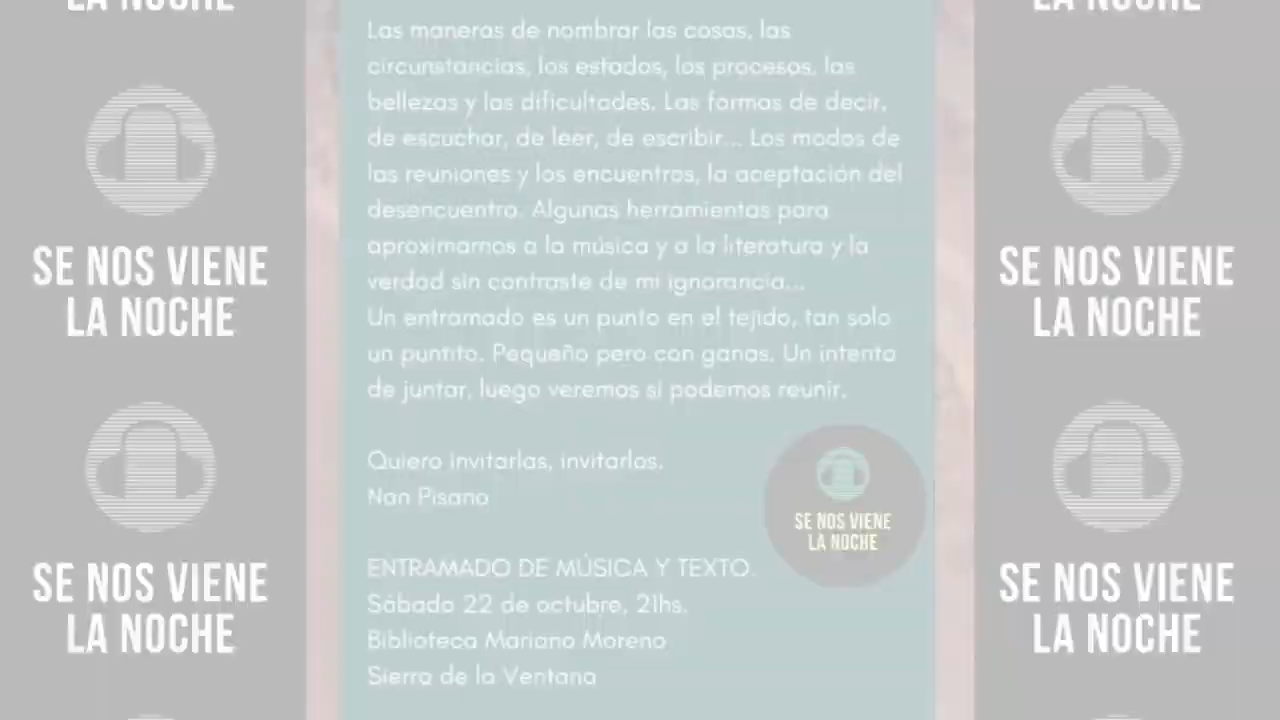 LA NOCHE
LA NOCHE
Las maneras de nombrar las cosas, las
circunstancias, los estados, los procesos, las
bellezas y las dificultades. Las formas de decir,
de escuchar, de leer, de escribir... Los modos de
las reuniones y los encuentros, la aceptación del
desencuentro. Algunas herramientas para
aproximarnos a la música y a la literatura y la
verdad sin contraste de mi ignorancia...
Un entramado es un punto en el tejido, tan solo
un puntito. Pequeño pero con ganas. Un intento
de juntar, luego veremos si podemos reunir.
Quiero invitarlas, invitarlos.
Nan Pisano
ENTRAMADO DE MÚSICA Y TEXTO.
Sábado 22 de octubre, 21hs.
Biblioteca Mariano Moreno
Sierra de la Ventana
SE NOS VIENE
LA NOCHE
SE NOS VIENE
LA NOCHE
SE NOS VIENE
LA NOCHE
SE NOS VIENE
LA NOCHE
SE NOS VIENE
LA NOCHE